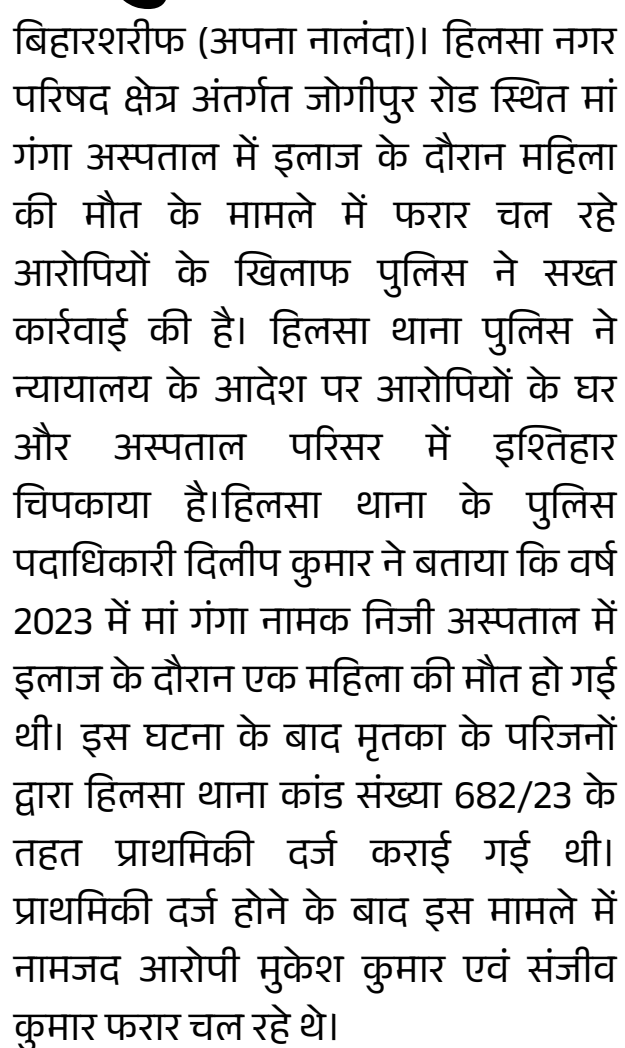 बिहारशरीफ (अपना नालंदा)। हिलसा नगर
परिषद क्षेत्र अंतर्गत जोगीपुर रोड स्थित मां
गंगा अस्पताल में इलाज के दौरान महिला
की मौत के मामले में फरार चल रहे
आरोपियों के खिलाफ पुलिस ने सख्त
कार्रवाई की है। हिलसा थाना पुलिस ने
न्यायालय के आदेश पर आरोपियों के घर
और अस्पताल परिसर में इश्तिहार
चिपकाया है।हिलसा थाना के पुलिस
पदाधिकारी दिलीप कुमार ने बताया कि वर्ष
2023 में मां गंगा नामक निजी अस्पताल में
इलाज के दौरान एक महिला की मौत हो गई
थी। इस घटना के बाद मृतका के परिजनों
द्वारा हिलसा थाना कांड संख्या 682/23 के
तहत प्राथमिकी दर्ज कराई गई थी।
प्राथमिकी दर्ज होने के बाद इस मामले में
नामजद आरोपी मुकेश कुमार एवं संजीव
कुमार फरार चल रहे थे।